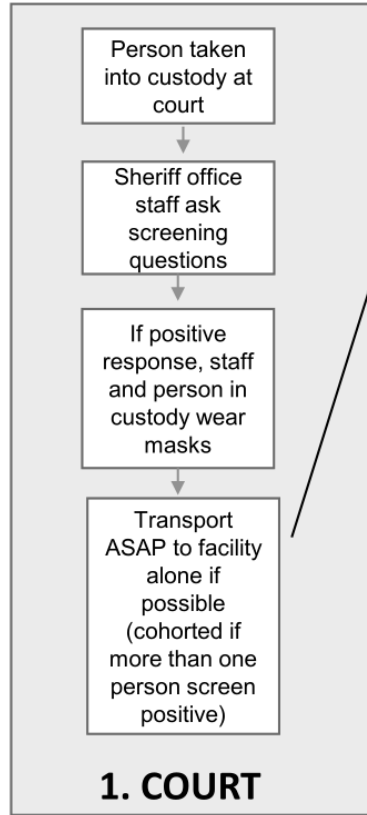 Person taken
into custody at
court
Sheriff office
staff ask
screening
questions
If positive
response, staff
and person in
custody wear
masks
Transport
ASAP to facility
alone if
possible
(cohorted if
more than one
person screen
positive)
1. COURT